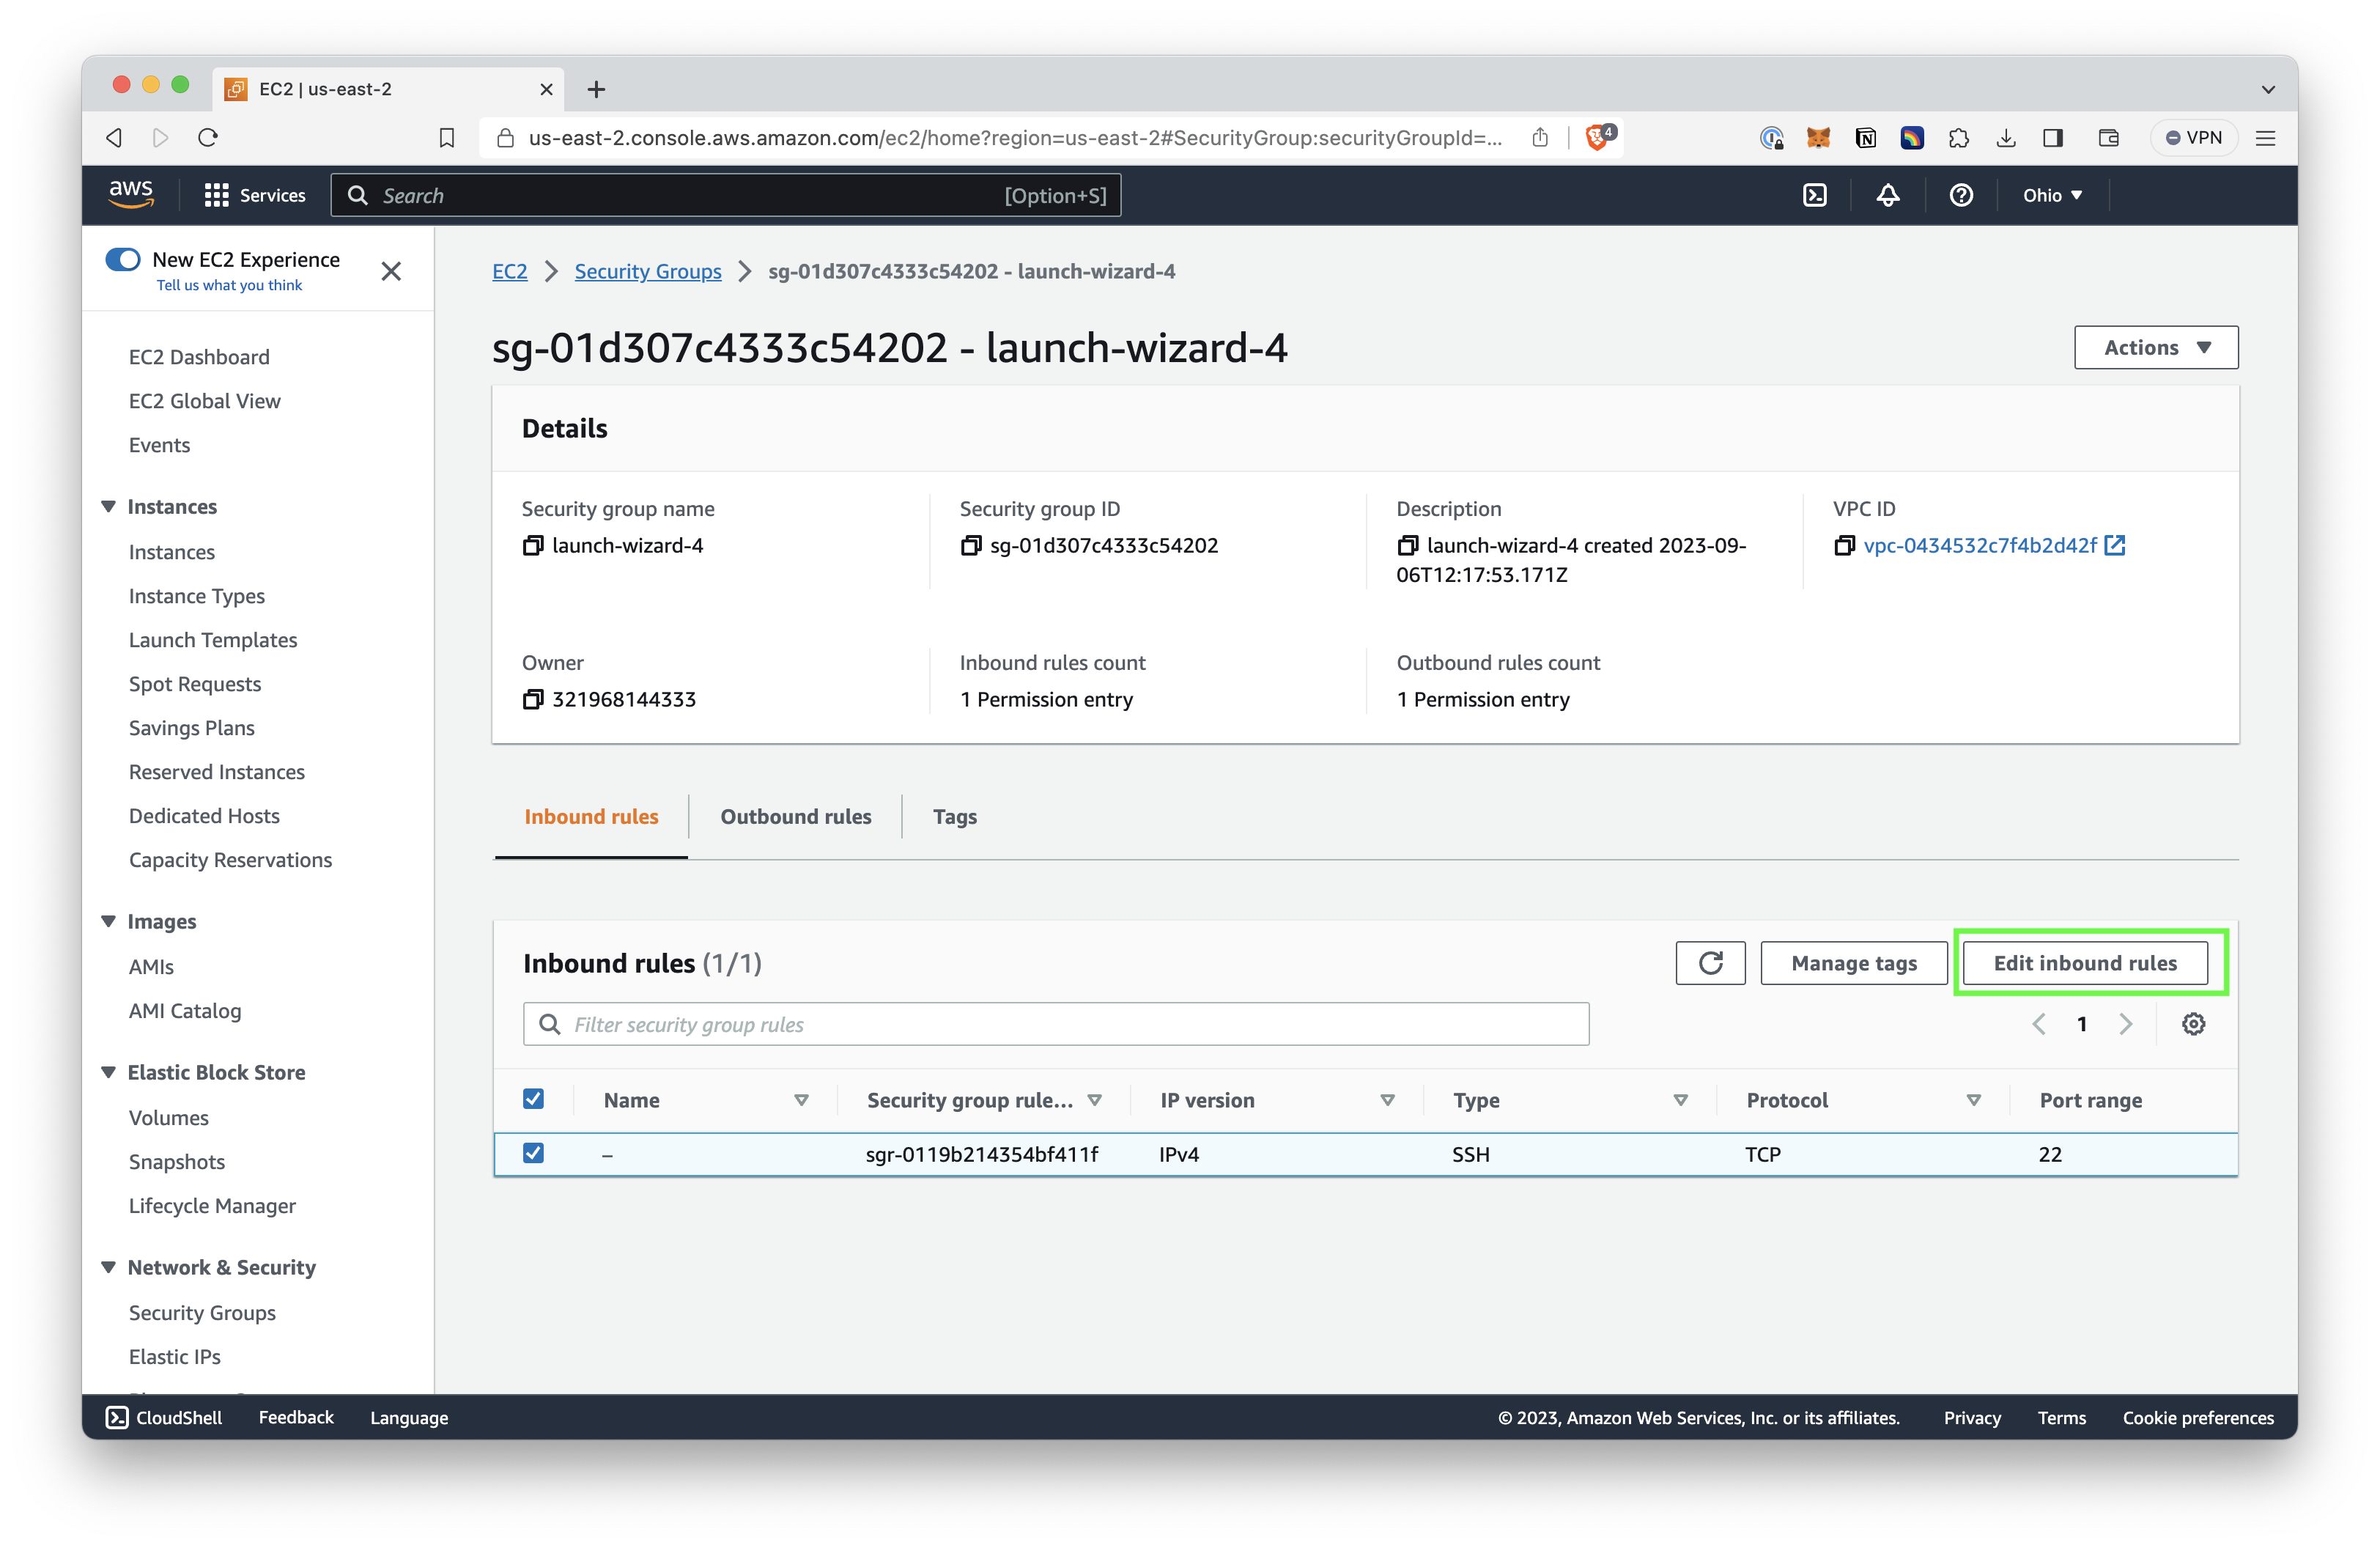 EC2 | us-east-2
us-east-2.console.aws.amazon.com/ec2/home?region=us-east-2#SecurityGroup:securityGroupId=...
4
VPN
aws
Services
Search
[Option+S]
Ohio
New EC2 Experience
Tell us what you think
EC2 Dashboard
EC2 Global View
Events
Instances
Instances
Instance Types
Launch Templates
Spot Requests
Savings Plans
Reserved Instances
Dedicated Hosts
Capacity Reservations
Images
AMIs
AMI Catalog
Elastic Block Store
Volumes
Snapshots
Lifecycle Manager
Network & Security
Security Groups
Elastic IPs
EC2 > Security Groups > sg-01d307c4333c54202 - launch-wizard-4
sg-01d307c4333c54202 - launch-wizard-4
Actions
Details
Security group name
launch-wizard-4
Security group ID
sg-01d307c4333c54202
Description
launch-wizard-4 created 2023-09-
06T12:17:53.171Z
VPC ID
vpc-0434532c7f4b2d42f
Owner
321968144333
Inbound rules count
1 Permission entry
Outbound rules count
1 Permission entry
Inbound rules
Outbound rules
Tags
Inbound rules (1/1)
Manage tags
Edit inbound rules
Filter security group rules
1
Name Security group rule... IP version Type Protocol Port range
– sgr-0119b214354bf411f IPv4 SSH TCP 22
CloudShell Feedback Language
© 2023, Amazon Web Services, Inc. or its affiliates. Privacy Terms Cookie preferences